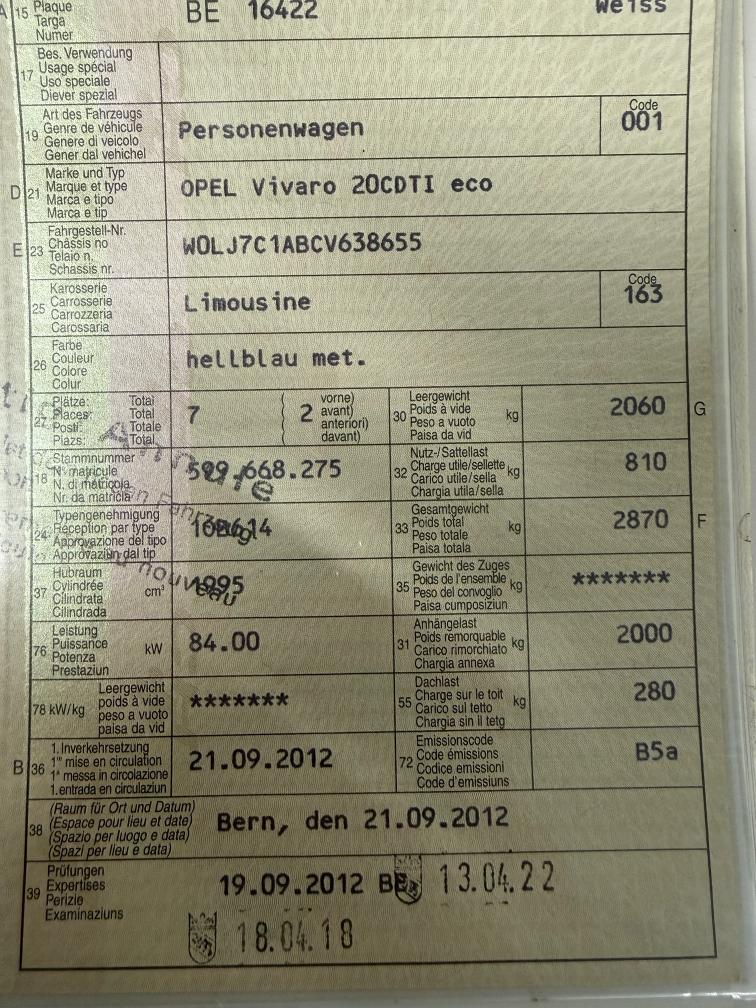 A 15 Plaque BE 16422 weiss
Targa
Numer
17 Bes. Verwendung
Usage spécial
Uso speciale
Diever spezial
19 Art des Fahrzeugs
Genre de véhicule
Genere di veicolo
Gener dal vehichel
Personenwagen
Code
001
D 21 Marke und Typ
Marque et type
Marca e tipo
Marca e tip
OPEL Vivaro 20CDTI eco
E 23 Fahrgestell-Nr.
Châssis no
Telaio n.
Schassis nr.
W0LJ7C1ABCV638655
25 Karosserie
Carrosserie
Carrozzeria
Carossaria
Limousine
Code
163
26 Farbe
Couleur
Colore
Colur
hellblau met.
27 Plätze: Total
Places: Total
Posti: Totale
Plazs: Total
7
2 vorne)
avant)
anteriori)
davant)
30 Leergewicht
Poids à vide
Peso a vuoto
Paisa da vid
kg
2060 G
18 Stammnummer
N° matricule
N. di matricola
Nr. da matricla
668.275
32 Nutz-/Sattellast
Charge utile/sellette
Carico utile/sella
Chargia utila/sella
kg
810
24 Typengenehmigung
Réception par type
Approvazione del tipo
Approvaziun dal tip
33 Gesamtgewicht
Poids total
Peso totale
Paisa totala
kg
2870 F
37 Hubraum
Cylindrée
Cilindrata
Cilindrada
cm³
1995
35 Gewicht des Zuges
Poids de l'ensemble
Peso del convoglio
Paisa cumposiziun
kg
*******
76 Leistung
Puissance
Potenza
Prestaziun
kW
84.00
31 Anhängelast
Poids remorquable
Carico rimorchiato
Chargia annexa
kg
2000
78 kW/kg Leergewicht
poids à vide
peso a vuoto
paisa da vid
*******
55 Dachlast
Charge sur le toit
Carico sul tetto
Chargia sin il tetg
kg
280
B 36 1. Inverkehrsetzung
1re mise en circulation
1a messa in circolazione
1. entrada en circulaziun
21.09.2012
72 Emissionscode
Code émissions
Codice emissioni
Code d'emissiuns
B5a
38 (Raum für Ort und Datum)
(Espace pour lieu et date)
(Spazio per luogo e data)
(Spazi per lieu e data)
Bern, den 21.09.2012
39 Prüfungen
Expertises
Perizie
Examinaziuns
19.09.2012 BE 13.04.22
18.04.18